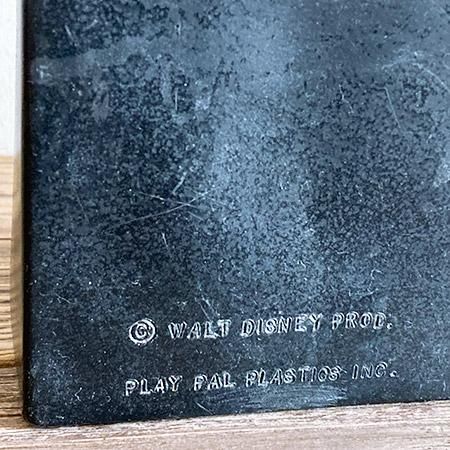 © WALT DISNEY PROD.
PLAY PAL PLASTICS INC.